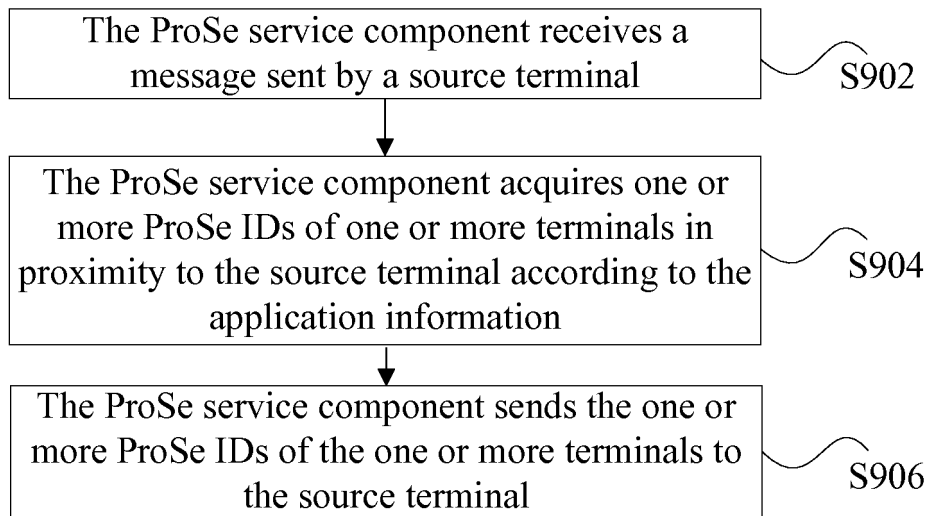 The ProSe service component receives a
message sent by a source terminal
S902
The ProSe service component acquires one or
more ProSe IDs of one or more terminals in
proximity to the source terminal according to the
application information
S904
The ProSe service component sends the one or
more ProSe IDs of the one or more terminals to
the source terminal
S906